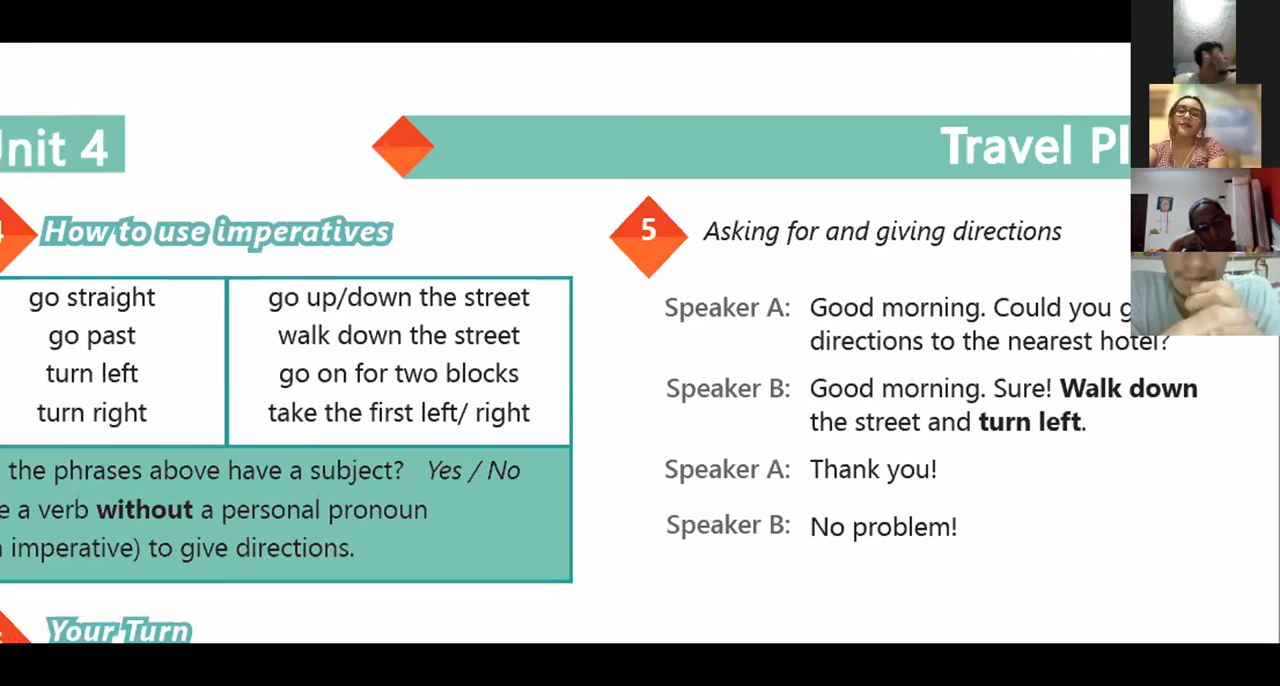 Unit 4
Travel Pl
4
How to use imperatives
go straight
go past
turn left
turn right
go up/down the street
walk down the street
go on for two blocks
take the first left/ right
the phrases above have a subject? Yes / No
a verb without a personal pronoun
imperative) to give directions.
Your Turn
5
Asking for and giving directions
Speaker A: Good morning. Could you
directions to the nearest hotel?
Speaker B: Good morning. Sure! Walk down
the street and turn left.
Speaker A: Thank you!
Speaker B: No problem!